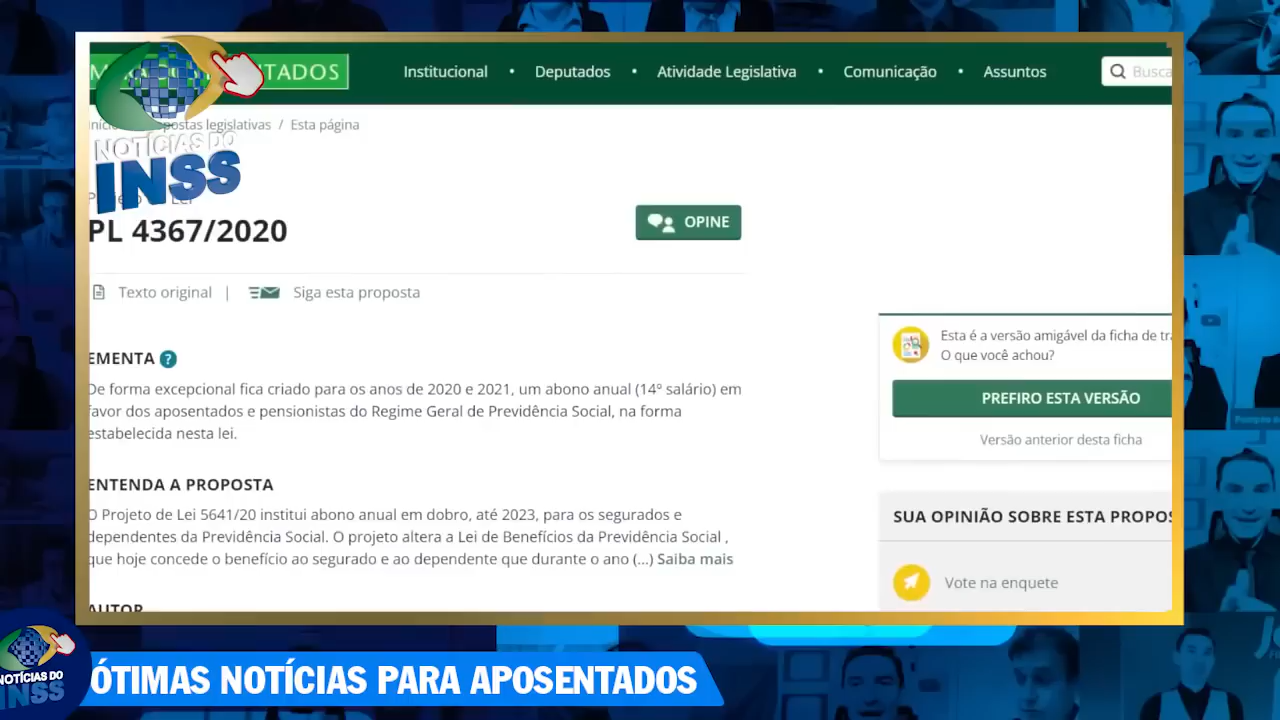 TADOS
Institucional • Deputados • Atividade Legislativa • Comunicação • Assuntos
Busca
postas legislativas / Esta página
NOTÍCIAS DO
INSS
PL 4367/2020
OPINE
Texto original | Siga esta proposta
EMENTA ?
De forma excepcional fica criado para os anos de 2020 e 2021, um abono anual (14º salário) em
favor dos aposentados e pensionistas do Regime Geral de Previdência Social, na forma
estabelecida nesta lei.
ENTENDA A PROPOSTA
O Projeto de Lei 5641/20 institui abono anual em dobro, até 2023, para os segurados e
dependentes da Previdência Social. O projeto altera a Lei de Benefícios da Previdência Social ,
que hoje concede o benefício ao segurado e ao dependente que durante o ano (...) Saiba mais
AUTOR
Esta é a versão amigável da ficha de tra
O que você achou?
PREFIRO ESTA VERSÃO
Versão anterior desta ficha
SUA OPINIÃO SOBRE ESTA PROPOS
Vote na enquete
NOTÍCIAS DO
INSS
ÓTIMAS NOTÍCIAS PARA APOSENTADOS